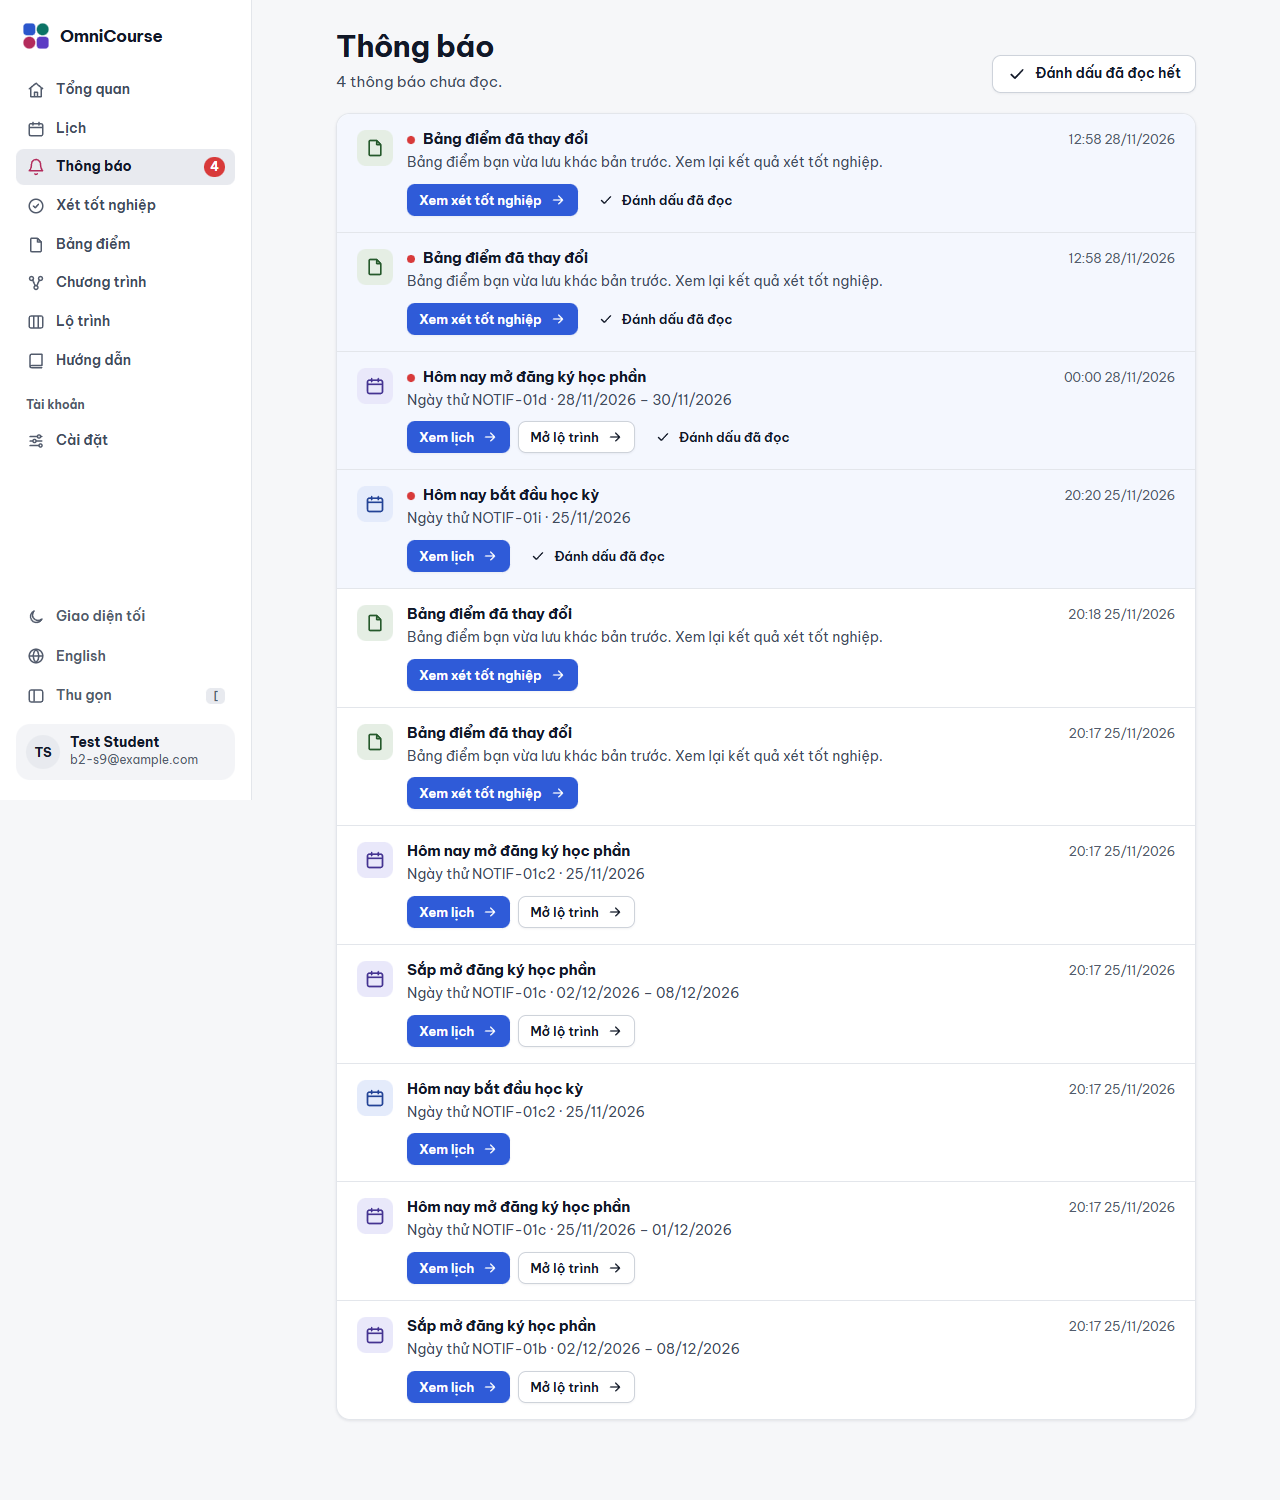 OmniCourse
Tổng quan
Lịch
Thông báo 4
Xét tốt nghiệp
Bảng điểm
Chương trình
Lộ trình
Hướng dẫn
Tài khoản
Cài đặt
Giao diện tối
English
Thu gọn [
TS
Test Student
b2-s9@example.com
Thông báo
4 thông báo chưa đọc.
Đánh dấu đã đọc hết
Bảng điểm đã thay đổi 12:58 28/11/2026
Bảng điểm bạn vừa lưu khác bản trước. Xem lại kết quả xét tốt nghiệp.
Xem xét tốt nghiệp Đánh dấu đã đọc
Bảng điểm đã thay đổi 12:58 28/11/2026
Bảng điểm bạn vừa lưu khác bản trước. Xem lại kết quả xét tốt nghiệp.
Xem xét tốt nghiệp Đánh dấu đã đọc
Hôm nay mở đăng ký học phần 00:00 28/11/2026
Ngày thử NOTIF-01d · 28/11/2026 – 30/11/2026
Xem lịch Mở lộ trình Đánh dấu đã đọc
Hôm nay bắt đầu học kỳ 20:20 25/11/2026
Ngày thử NOTIF-01i · 25/11/2026
Xem lịch Đánh dấu đã đọc
Bảng điểm đã thay đổi 20:18 25/11/2026
Bảng điểm bạn vừa lưu khác bản trước. Xem lại kết quả xét tốt nghiệp.
Xem xét tốt nghiệp
Bảng điểm đã thay đổi 20:17 25/11/2026
Bảng điểm bạn vừa lưu khác bản trước. Xem lại kết quả xét tốt nghiệp.
Xem xét tốt nghiệp
Hôm nay mở đăng ký học phần 20:17 25/11/2026
Ngày thử NOTIF-01c2 · 25/11/2026
Xem lịch Mở lộ trình
Sắp mở đăng ký học phần 20:17 25/11/2026
Ngày thử NOTIF-01c · 02/12/2026 – 08/12/2026
Xem lịch Mở lộ trình
Hôm nay bắt đầu học kỳ 20:17 25/11/2026
Ngày thử NOTIF-01c2 · 25/11/2026
Xem lịch
Hôm nay mở đăng ký học phần 20:17 25/11/2026
Ngày thử NOTIF-01c · 25/11/2026 – 01/12/2026
Xem lịch Mở lộ trình
Sắp mở đăng ký học phần 20:17 25/11/2026
Ngày thử NOTIF-01b · 02/12/2026 – 08/12/2026
Xem lịch Mở lộ trình